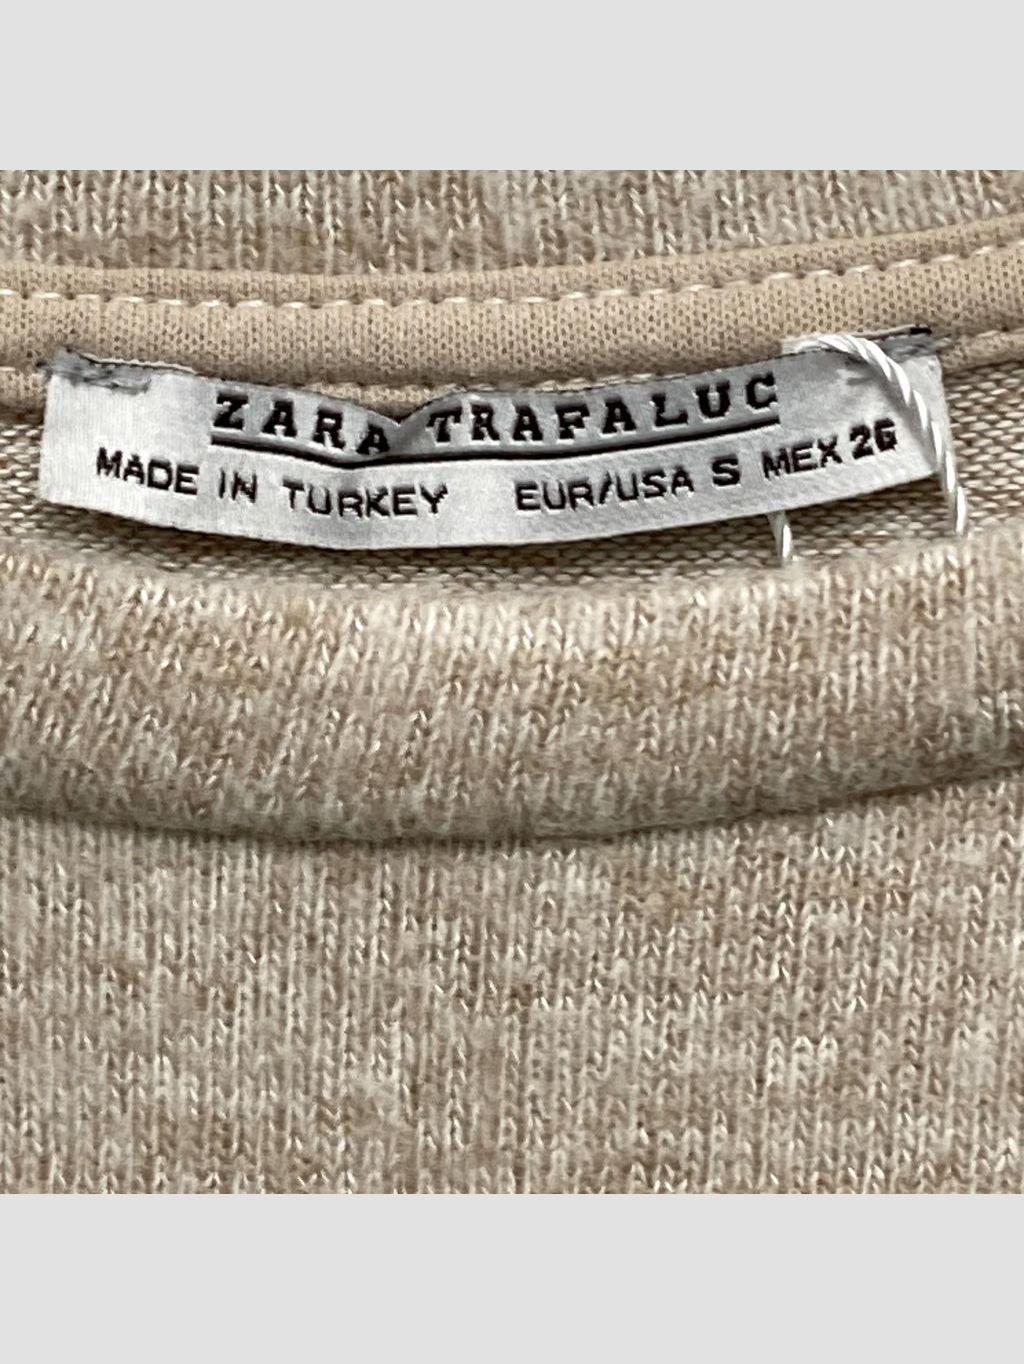 ZARA TRAFALUC
MADE IN TURKEY EUR/USA S MEX 26